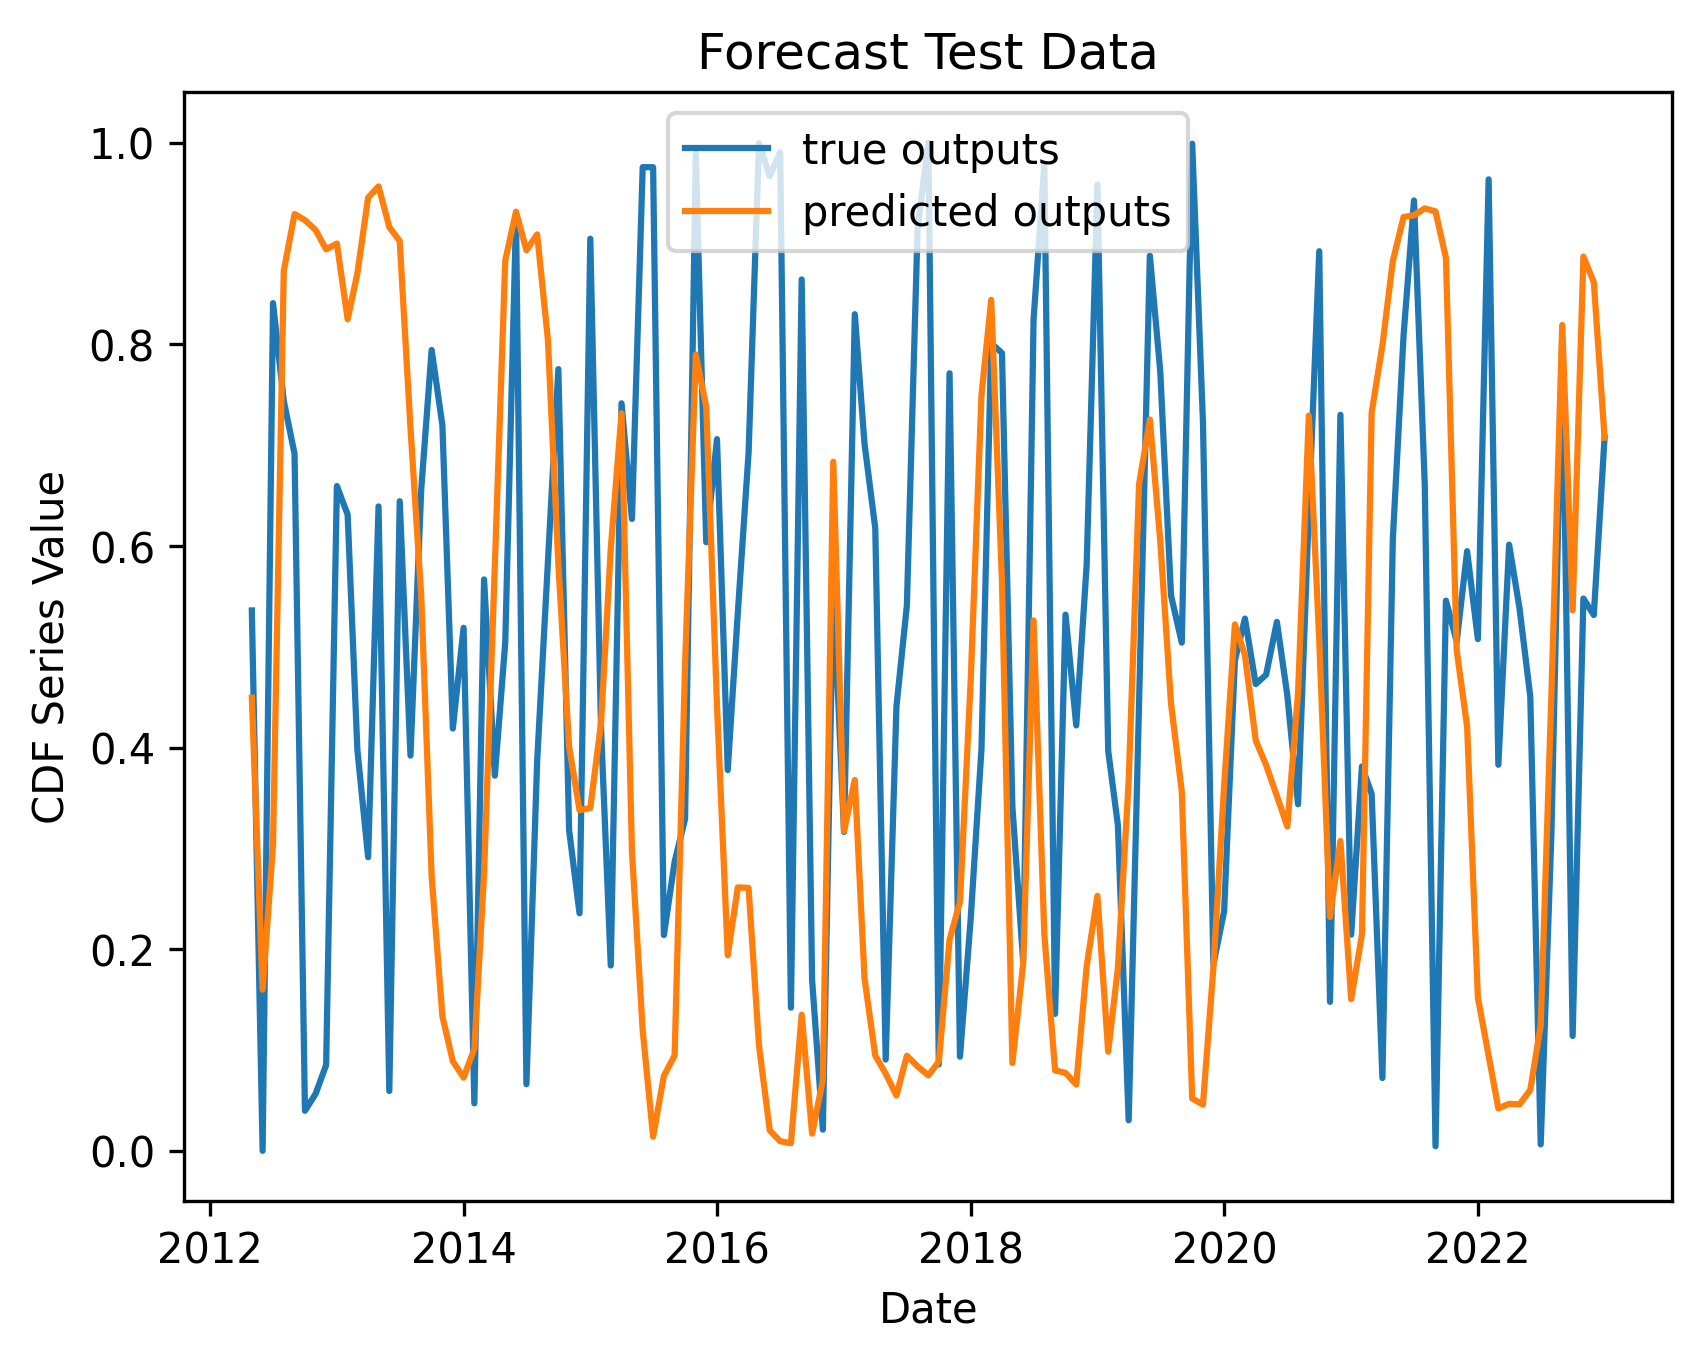 Forecast Test Data
true outputs
predicted outputs
1.0
0.8
0.6
0.4
0.2
0.0
CDF Series Value
2012 2014 2016 2018 2020 2022
Date